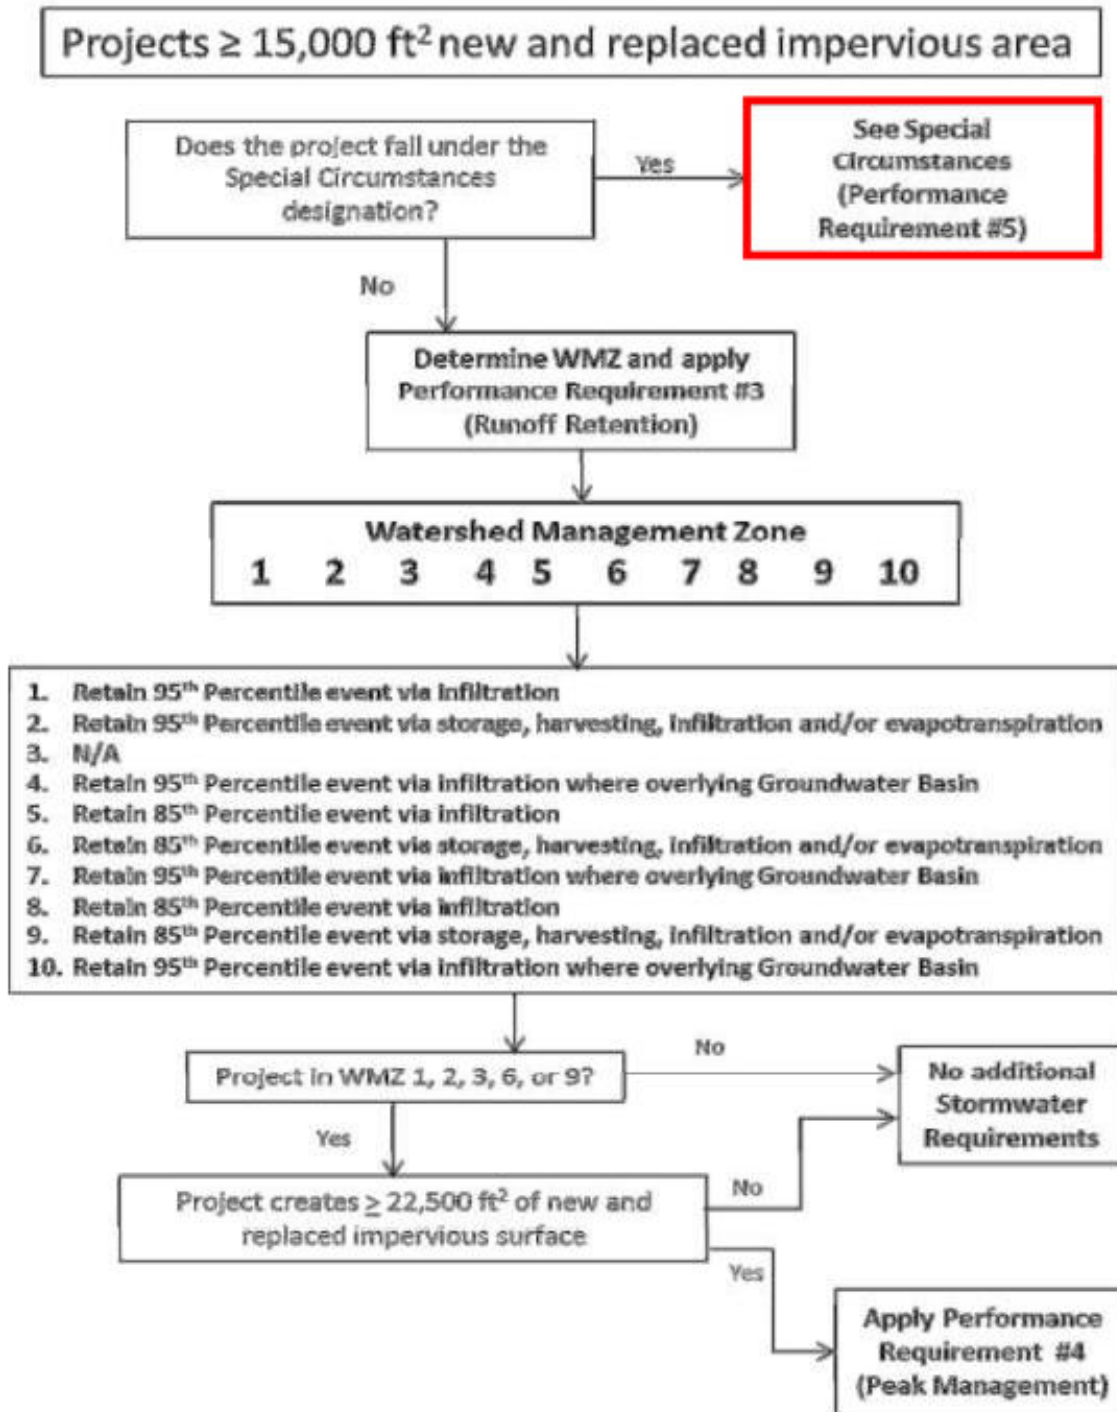 Projects ≥ 15,000 ft² new and replaced impervious area
Does the project fall under the
Special Circumstances
designation?
Yes
See Special
Circumstances
(Performance
Requirement #5)
No
Determine WMZ and apply
Performance Requirement #3
(Runoff Retention)
Watershed Management Zone
1 2 3 4 5 6 7 8 9 10
1. Retain 95th Percentile event via infiltration
2. Retain 95th Percentile event via storage, harvesting, infiltration and/or evapotranspiration
3. N/A
4. Retain 95th Percentile event via infiltration where overlying Groundwater Basin
5. Retain 85th Percentile event via infiltration
6. Retain 85th Percentile event via storage, harvesting, infiltration and/or evapotranspiration
7. Retain 95th Percentile event via infiltration where overlying Groundwater Basin
8. Retain 85th Percentile event via infiltration
9. Retain 85th Percentile event via storage, harvesting, infiltration and/or evapotranspiration
10. Retain 95th Percentile event via infiltration where overlying Groundwater Basin
Project in WMZ 1, 2, 3, 6, or 9?
No
No additional
Stormwater
Requirements
Yes
Project creates ≥ 22,500 ft² of new and
replaced impervious surface
No
Yes
Apply Performance
Requirement #4
(Peak Management)